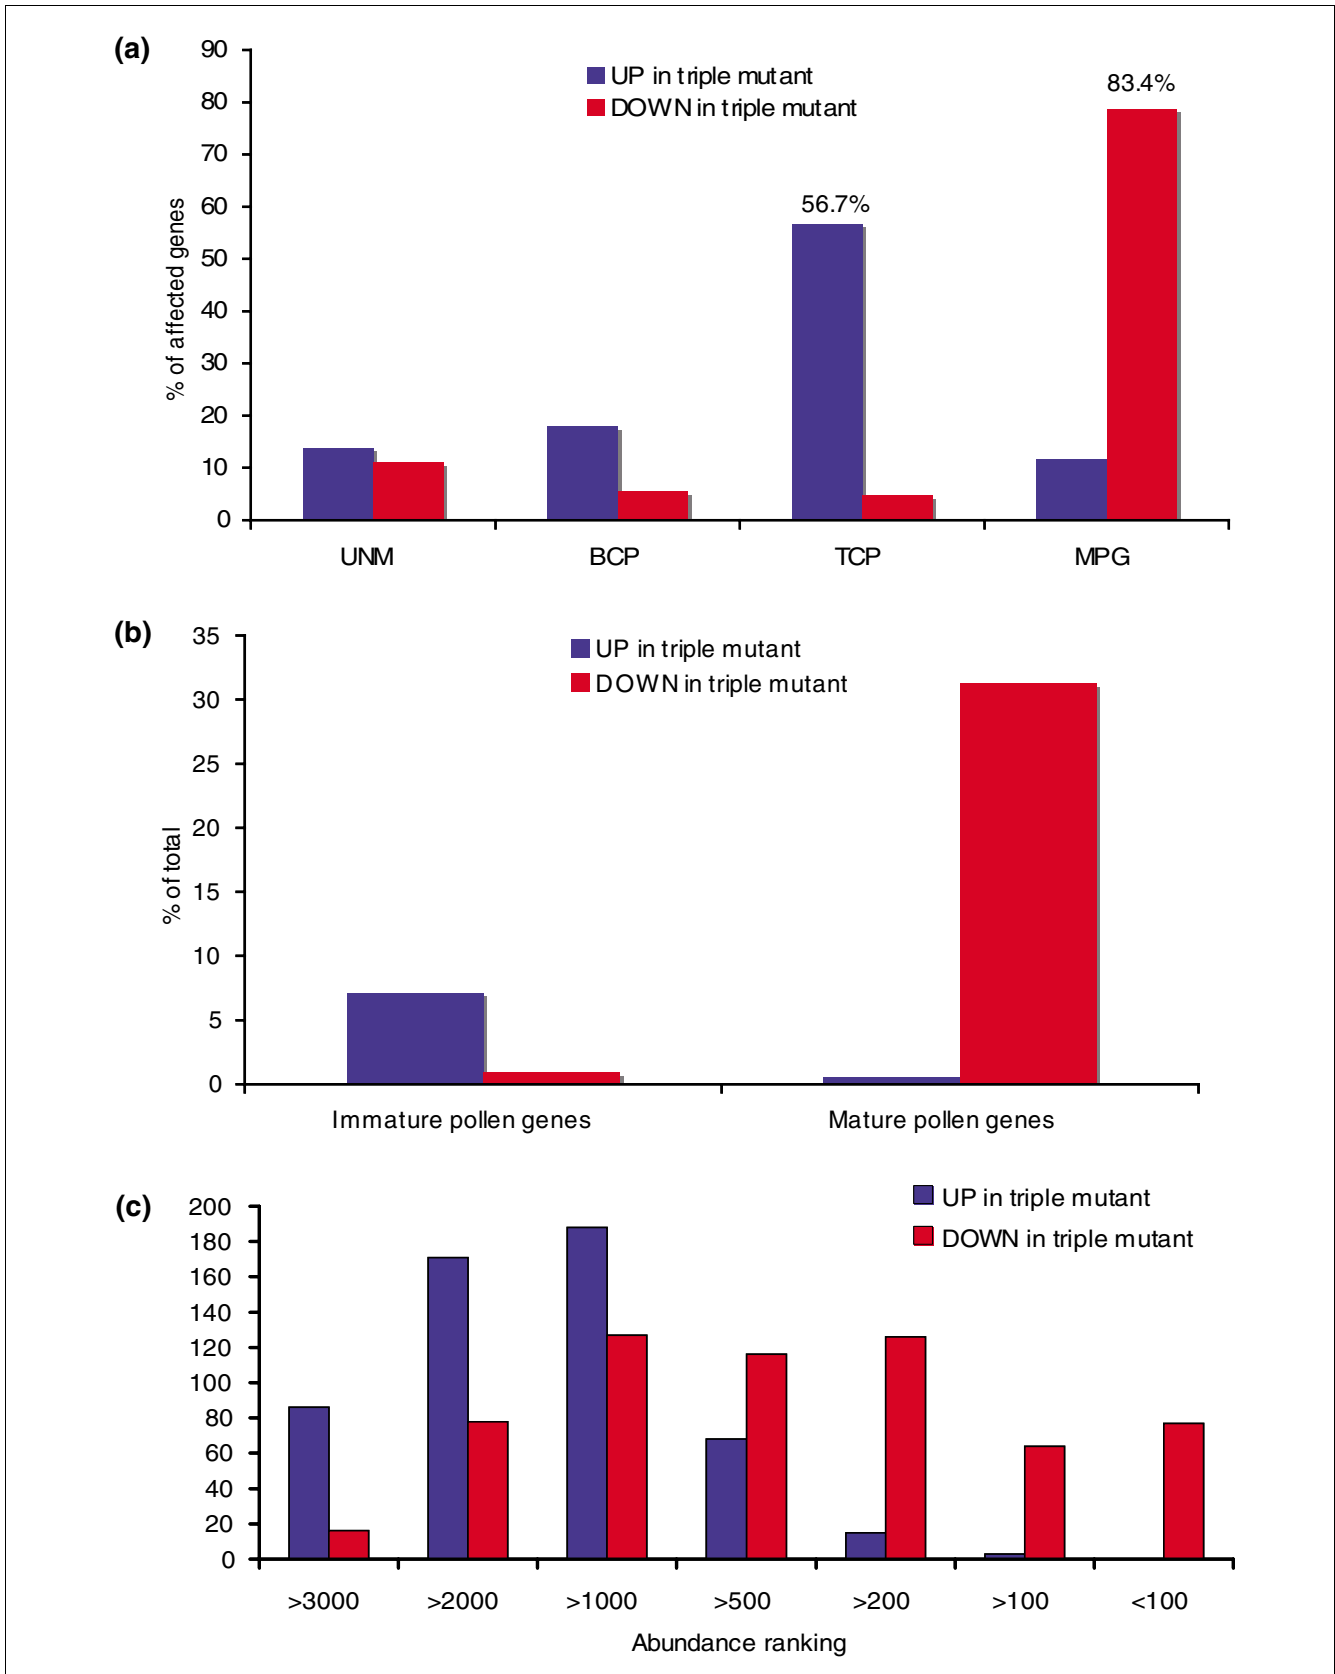 (a)
90
80
70
60
50
40
30
20
10
0
% of affected genes
UP in triple mutant
DOWN in triple mutant
56.7%
83.4%
UNM BCP TCP MPG
(b)
35
30
25
20
15
10
5
0
% of total
UP in triple mutant
DOWN in triple mutant
Immature pollen genes Mature pollen genes
(c)
200
180
160
140
120
100
80
60
40
20
0
UP in triple mutant
DOWN in triple mutant
>3000 >2000 >1000 >500 >200 >100 <100
Abundance ranking